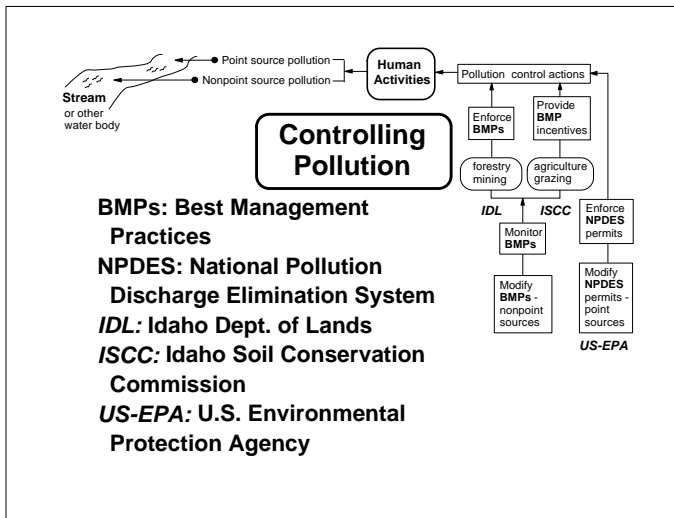 Point source pollution
Nonpoint source pollution
Human
Activities
Pollution control actions
Stream
or other
water body
Enforce
BMPs
Provide
BMP
incentives
Controlling
Pollution
forestry
mining
agriculture
grazing
IDL
ISCC
Enforce
NPDES
permits
Monitor
BMPs
Modify
BMPs -
nonpoint
sources
Modify
NPDES
permits -
point
sources
US-EPA
BMPs: Best Management
Practices
NPDES: National Pollution
Discharge Elimination System
IDL: Idaho Dept. of Lands
ISCC: Idaho Soil Conservation
Commission
US-EPA: U.S. Environmental
Protection Agency